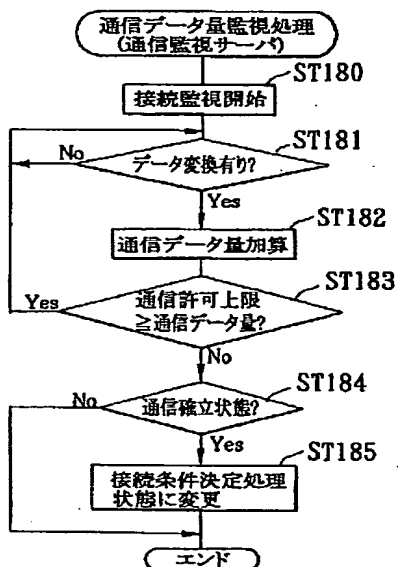 通信データ量監視処理
(通信監視サーバ)
ST180
接続監視開始
ST181
No
データ変換有り?
Yes
ST182
通信データ量加算
ST183
Yes
通信許可上限
≧通信データ量?
No
ST184
No
通信確立状態?
Yes
ST185
接続条件決定処理
状態に変更
エンド